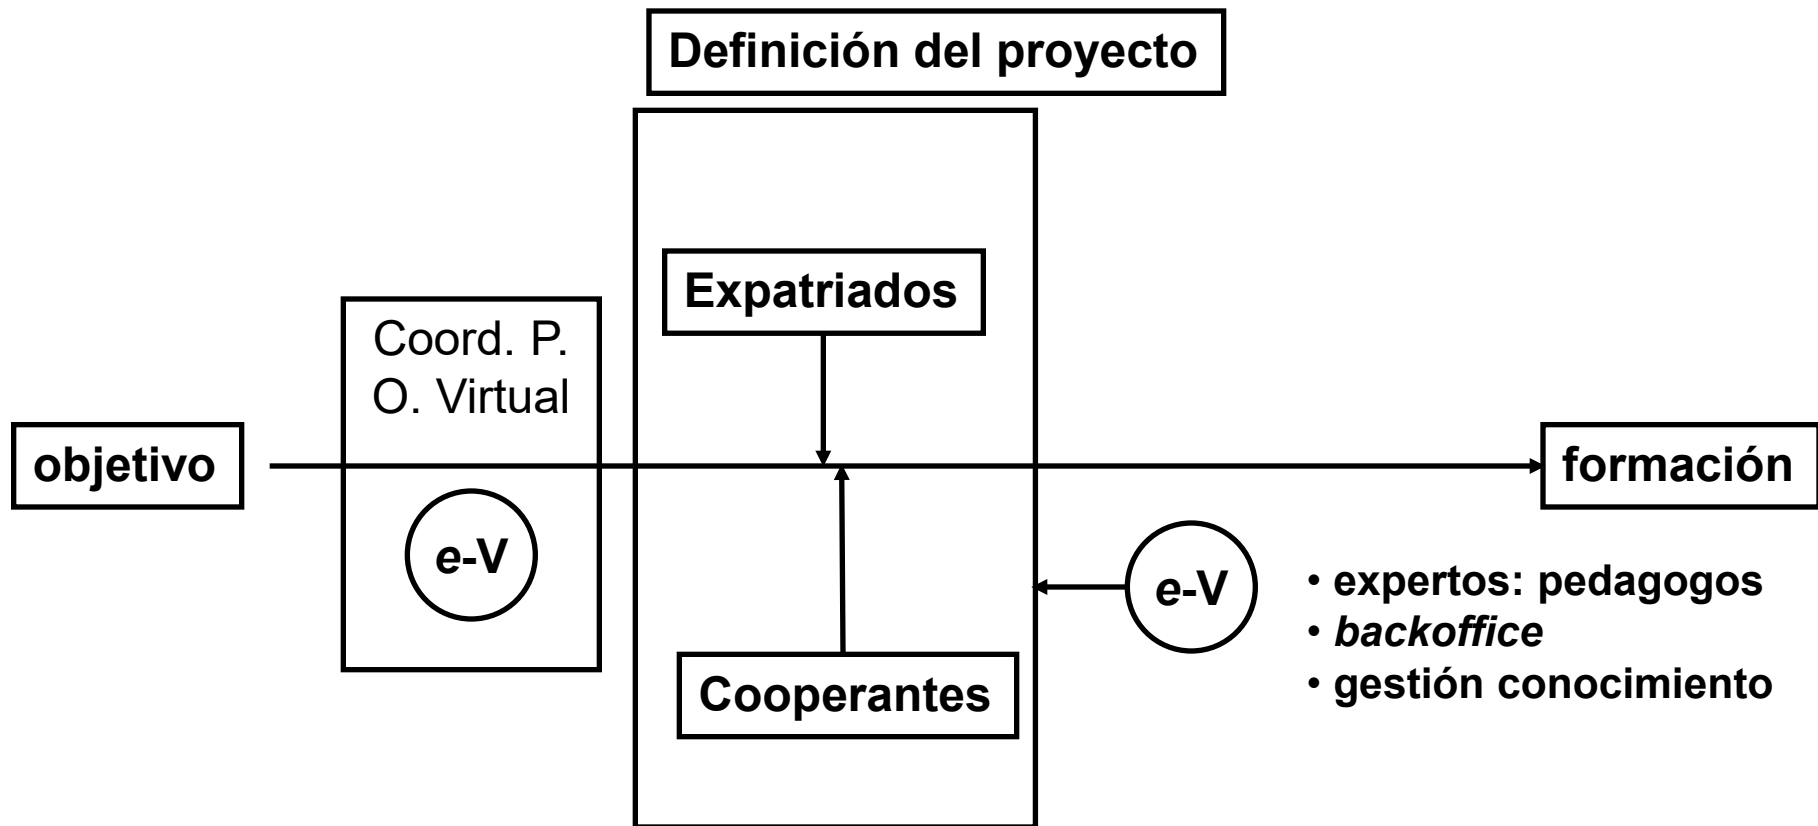 Definición del proyecto
Expatriados
Coord. P.
O. Virtual
objetivo
formación
e-V
e-V
• expertos: pedagogos
• backoffice
• gestión conocimiento
Cooperantes